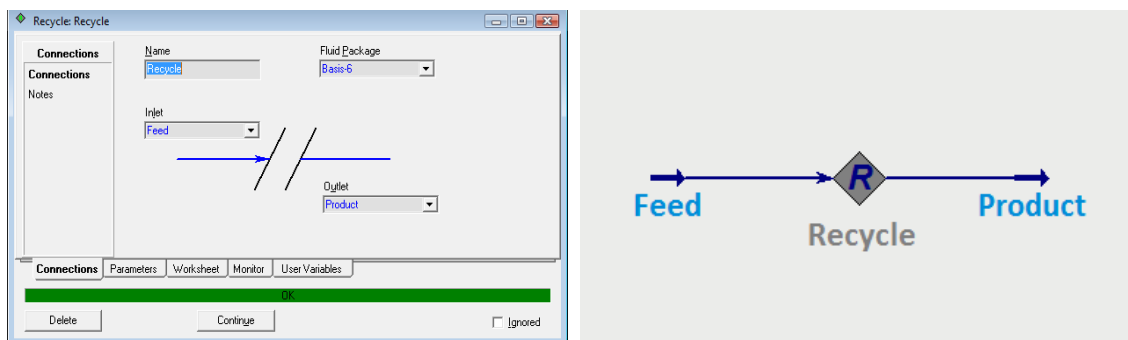 Recycle: Recycle
Connections
Connections
Notes
Name
Recycle
Fluid Package
Basis-6
Inlet
Feed
Outlet
Product
Connections Parameters Worksheet Monitor User Variables
OK
Delete Continue Ignored
R
Feed Product
Recycle